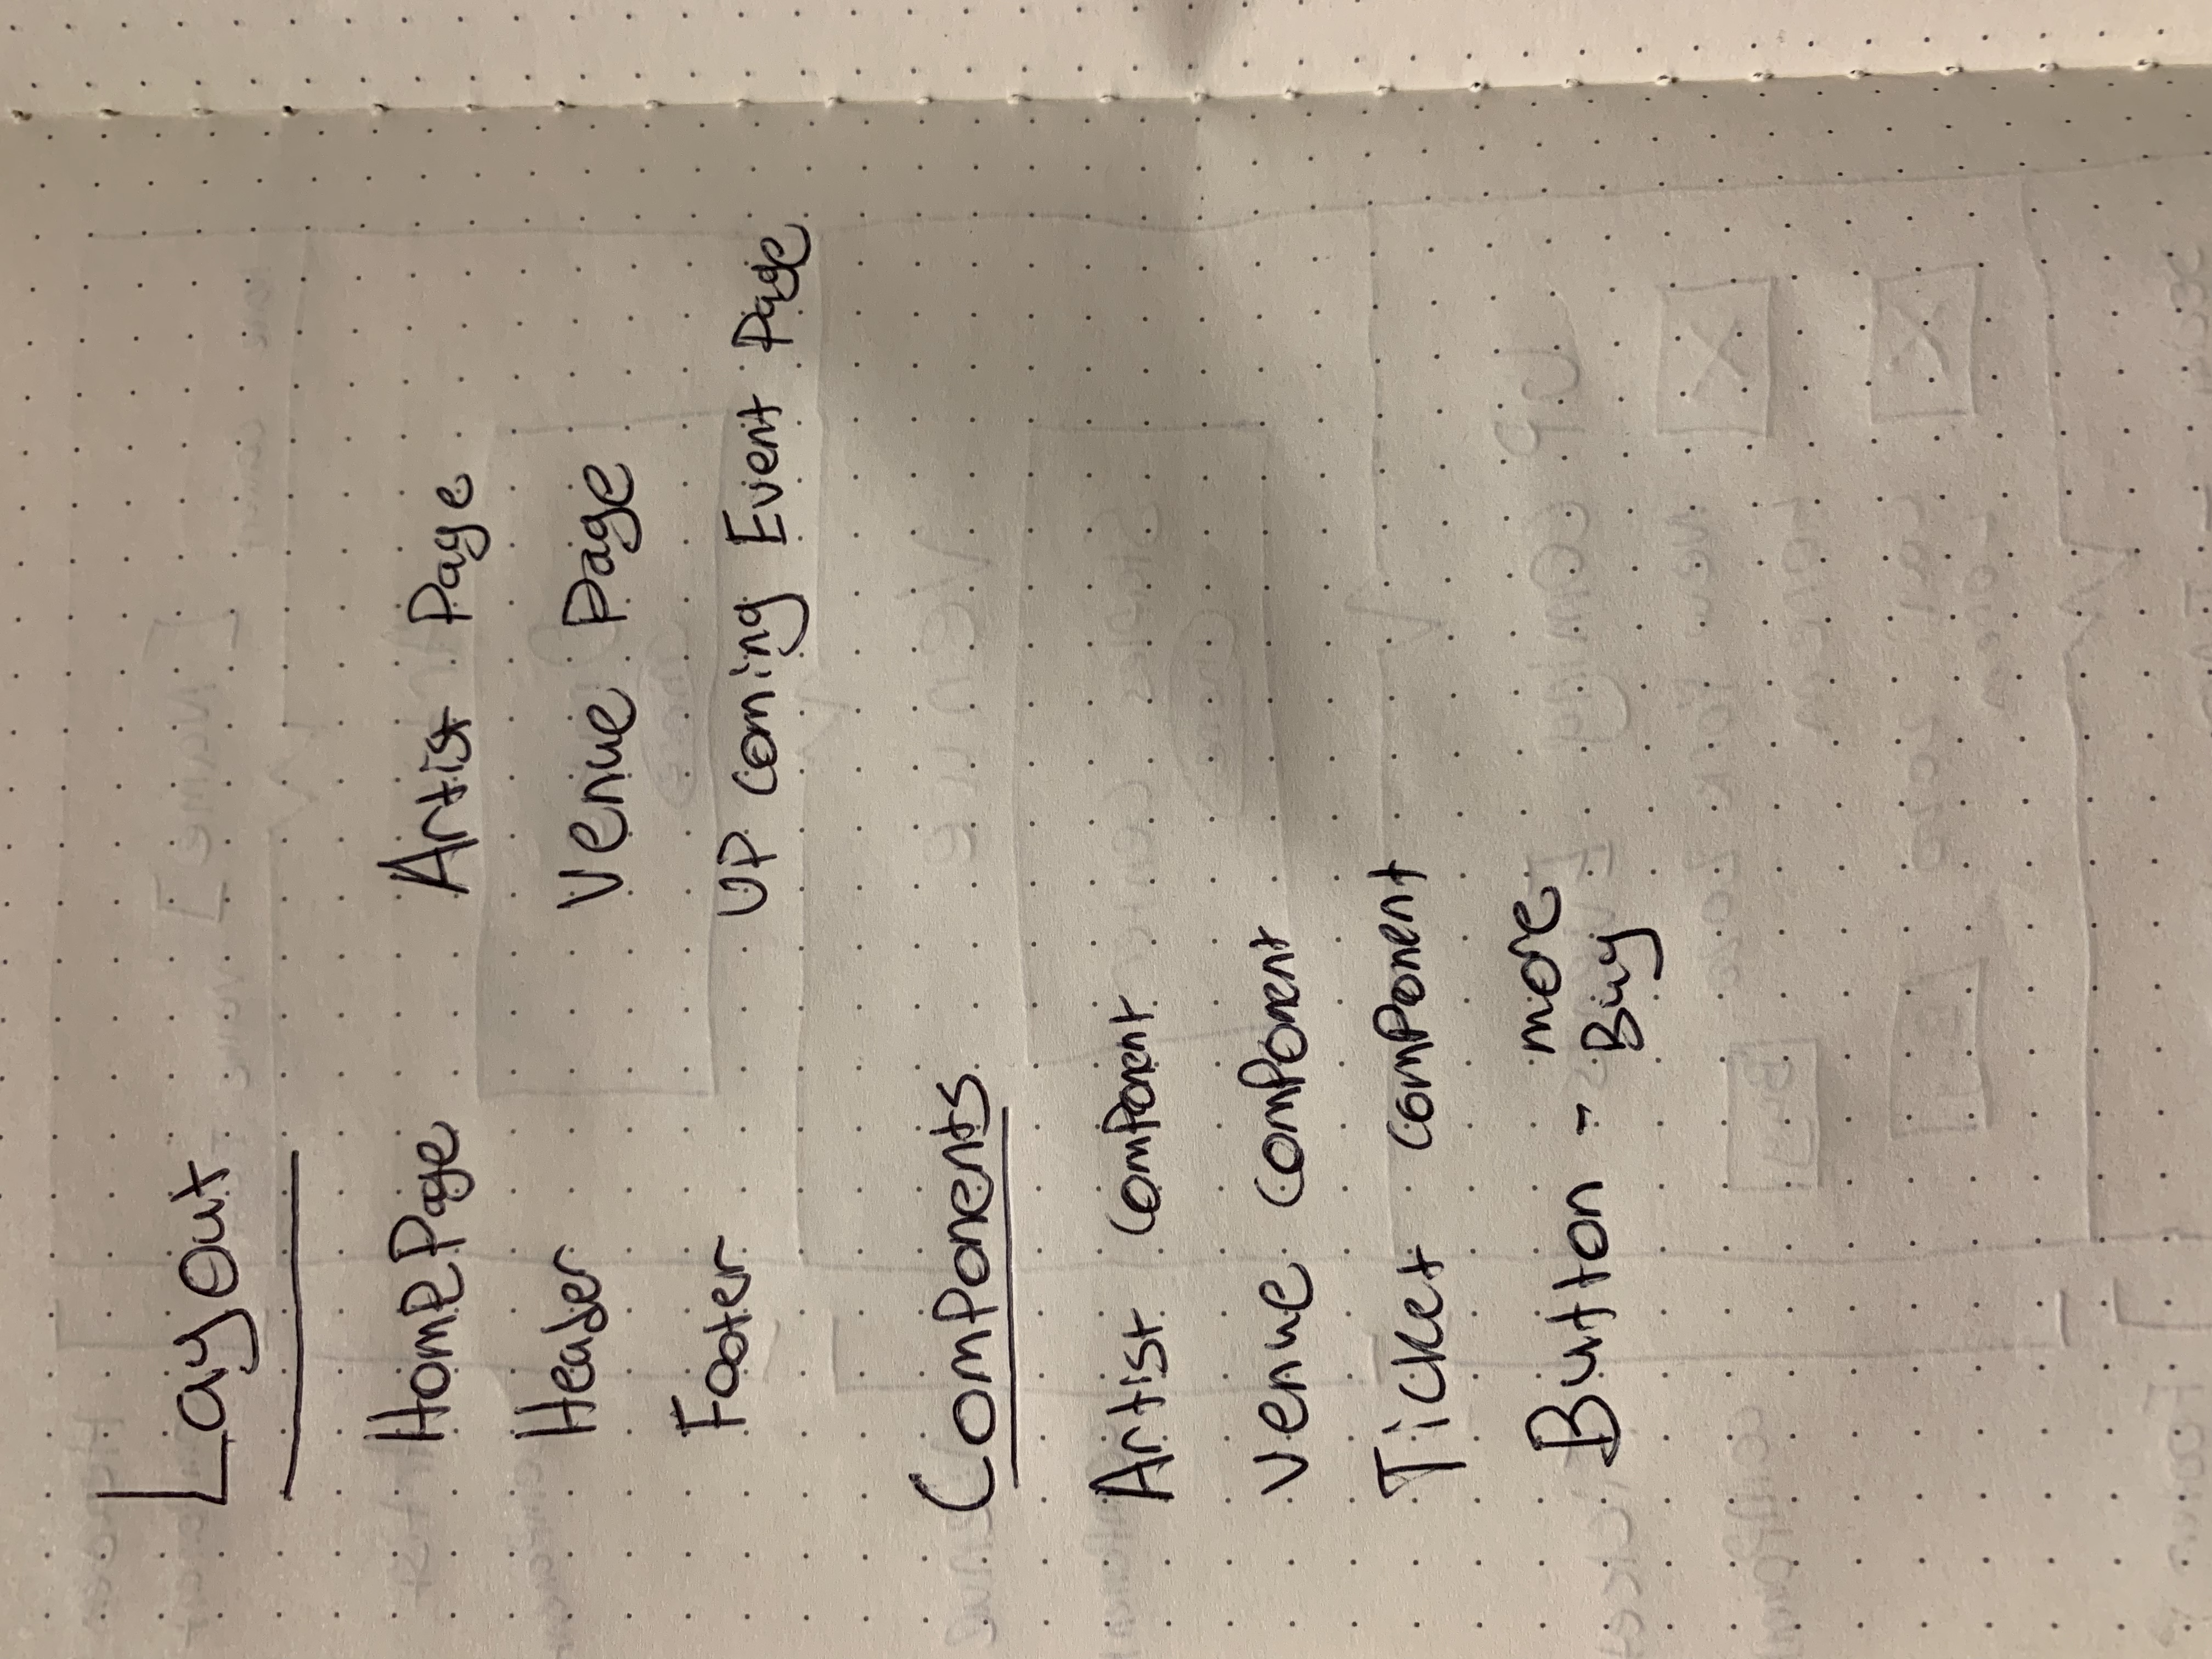 Layout
HomePage
Header
Footer
Artist Page
Venue Page
UP coming Event Page
Components
Artist component
Venue component
Ticket component
Button - more
Buy